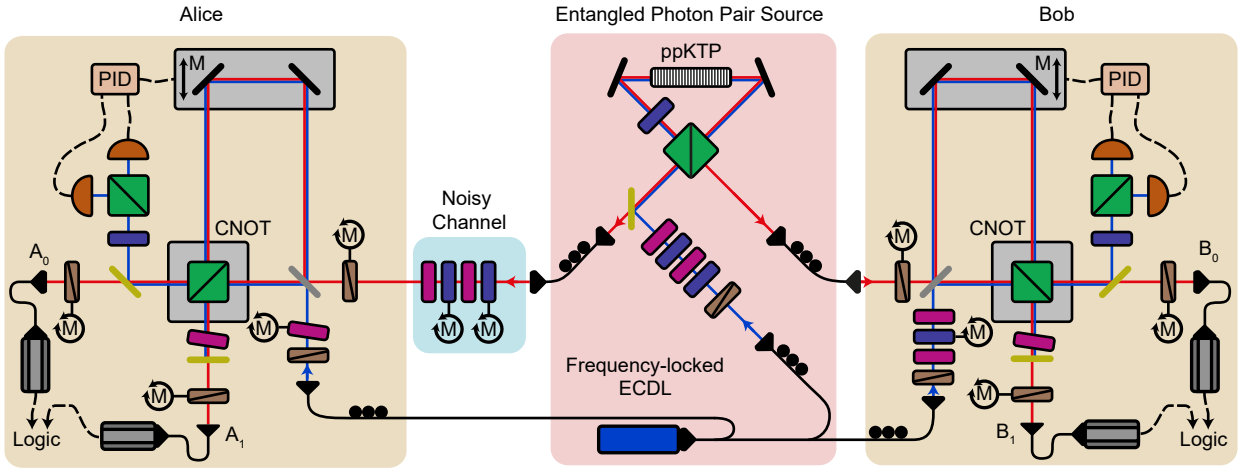 Alice
Entangled Photon Pair Source
Bob
PID
M
ppKTP
M
PID
CNOT
Noisy
Channel
CNOT
M
M
A0
B0
M
M
M
M
M
M
M
Frequency-locked
ECDL
M
M
Logic
A1
B1
Logic